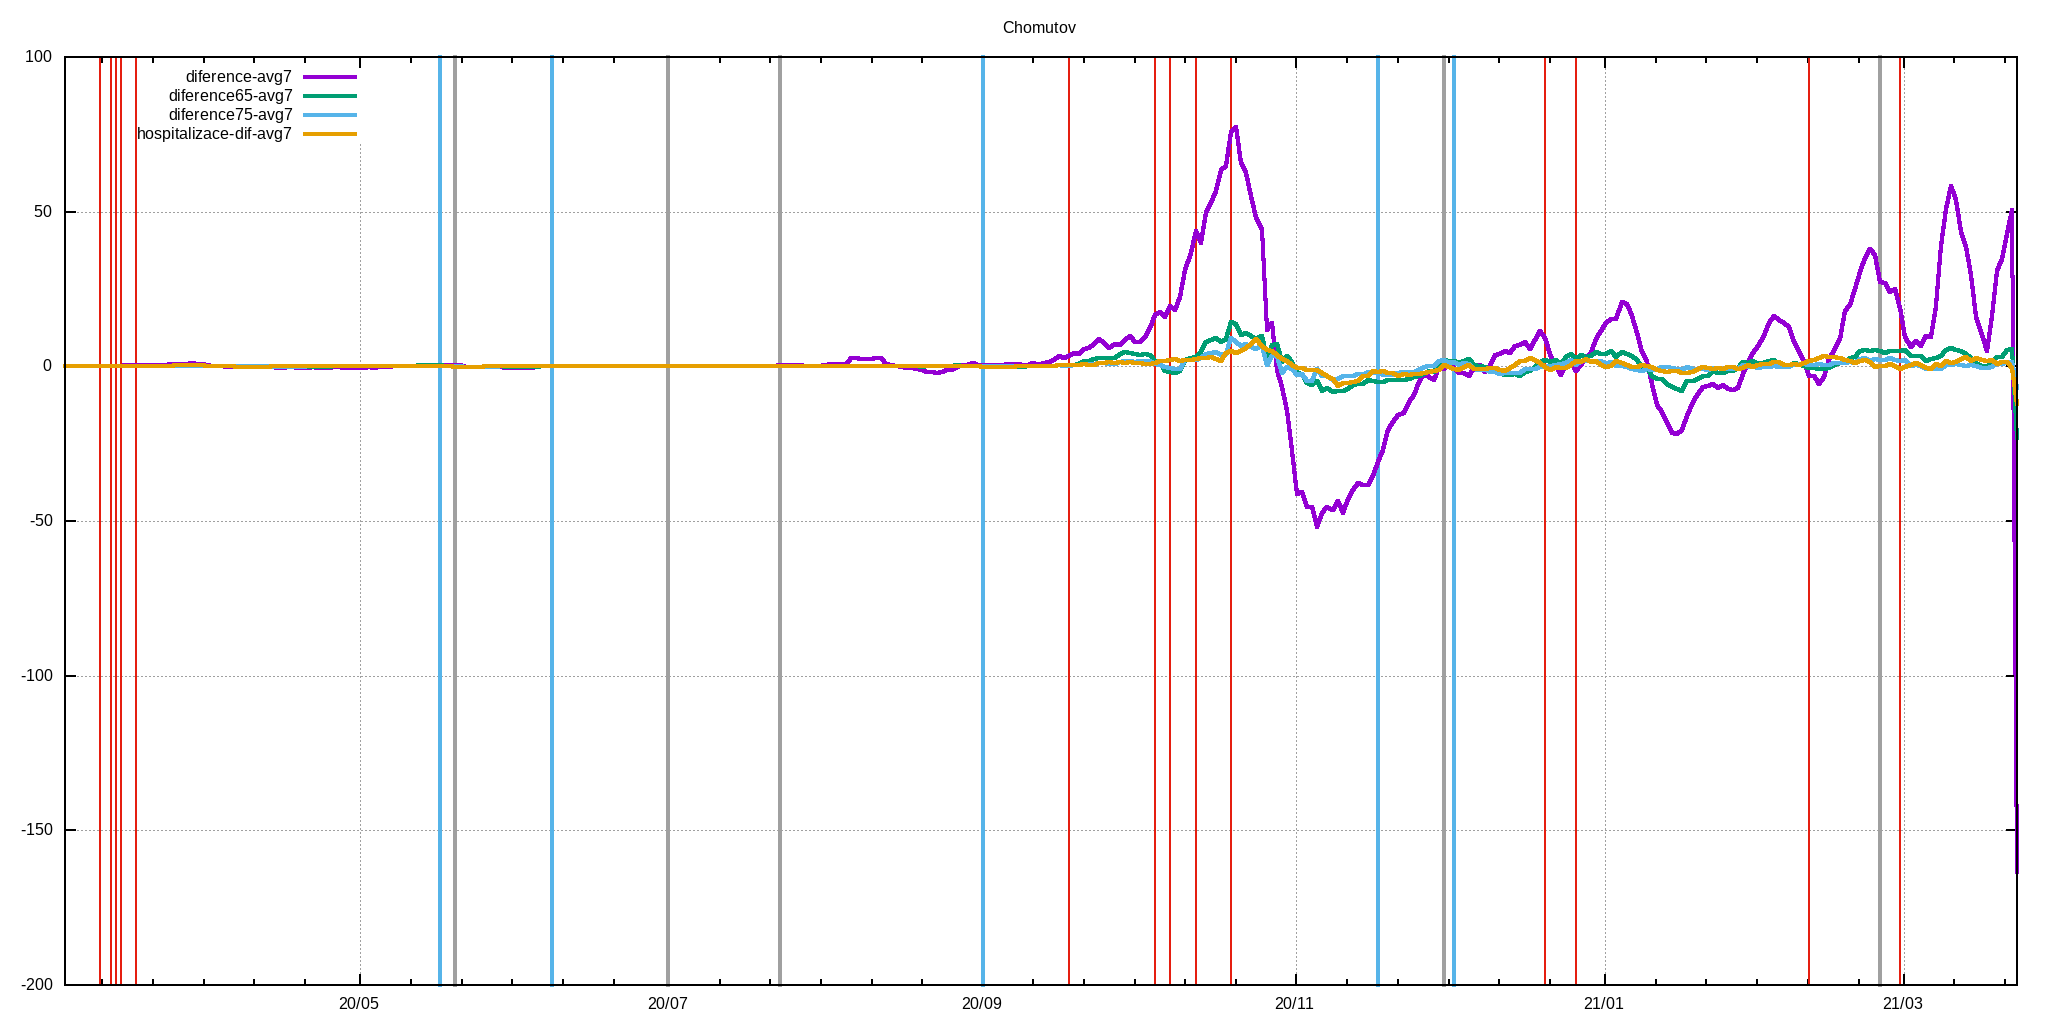 Chomutov
100
50
0
-50
-100
-150
-200
diference-avg7
diference65-avg7
diference75-avg7
hospitalizace-dif-avg7
20/05 20/07 20/09 20/11 21/01 21/03